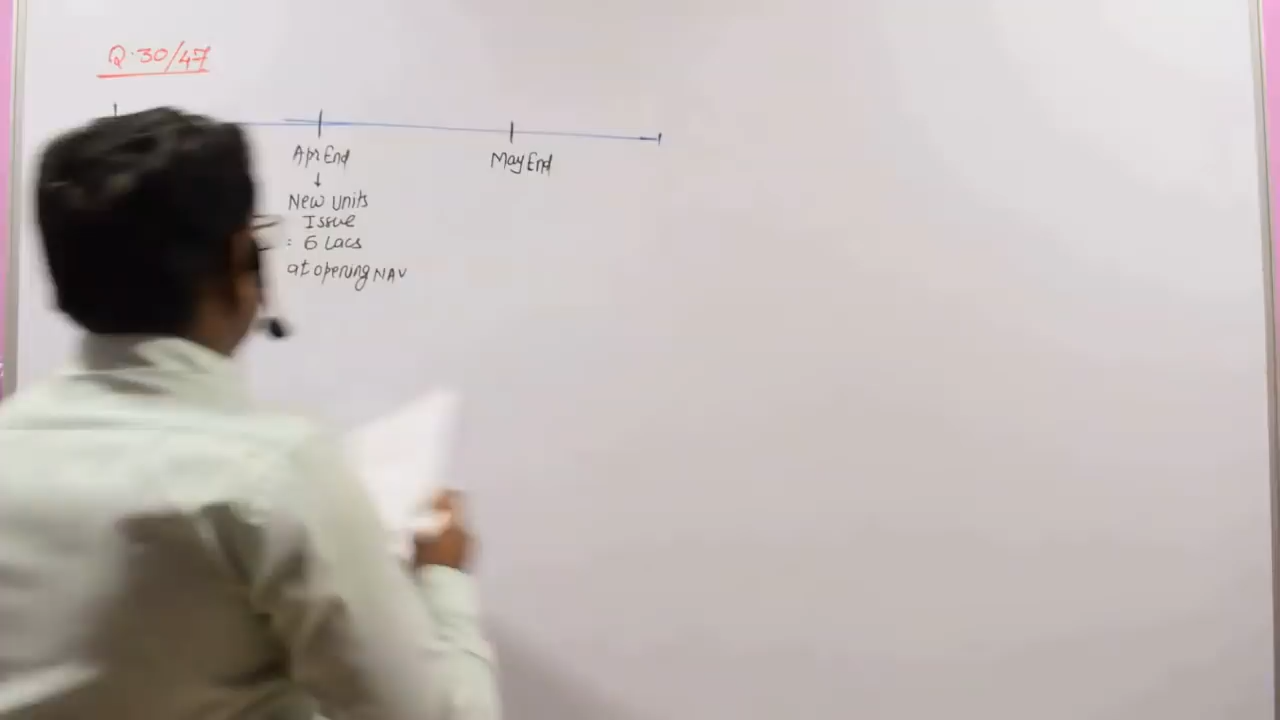 Q.30/47
Apr End
May End
↓
New units
Issue
: 6 Lacs
at opening NAV